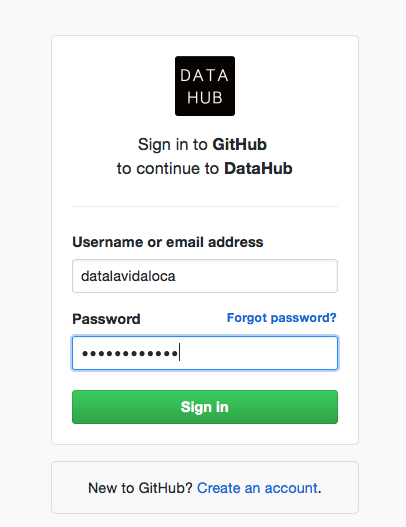 DATA
HUB
Sign in to GitHub
to continue to DataHub
Username or email address
datalavidaloca
Password Forgot password?
●●●●●●●●●●●●
Sign in
New to GitHub? Create an account.